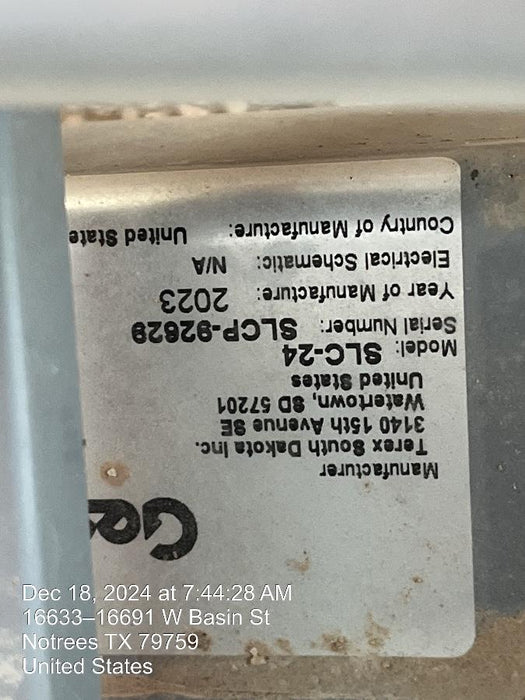 Ge
Manufacturer
Terex South Dakota Inc.
3140 15th Avenue SE
Watertown, SD 57201
United States
Model: SLC-24
Serial Number: SLCP-92629
Year of Manufacture: 2023
Electrical Schematic: N/A
Country of Manufacture: United State
Dec 18, 2024 at 7:44:28 AM
16633–16691 W Basin St
Notrees TX 79759
United States